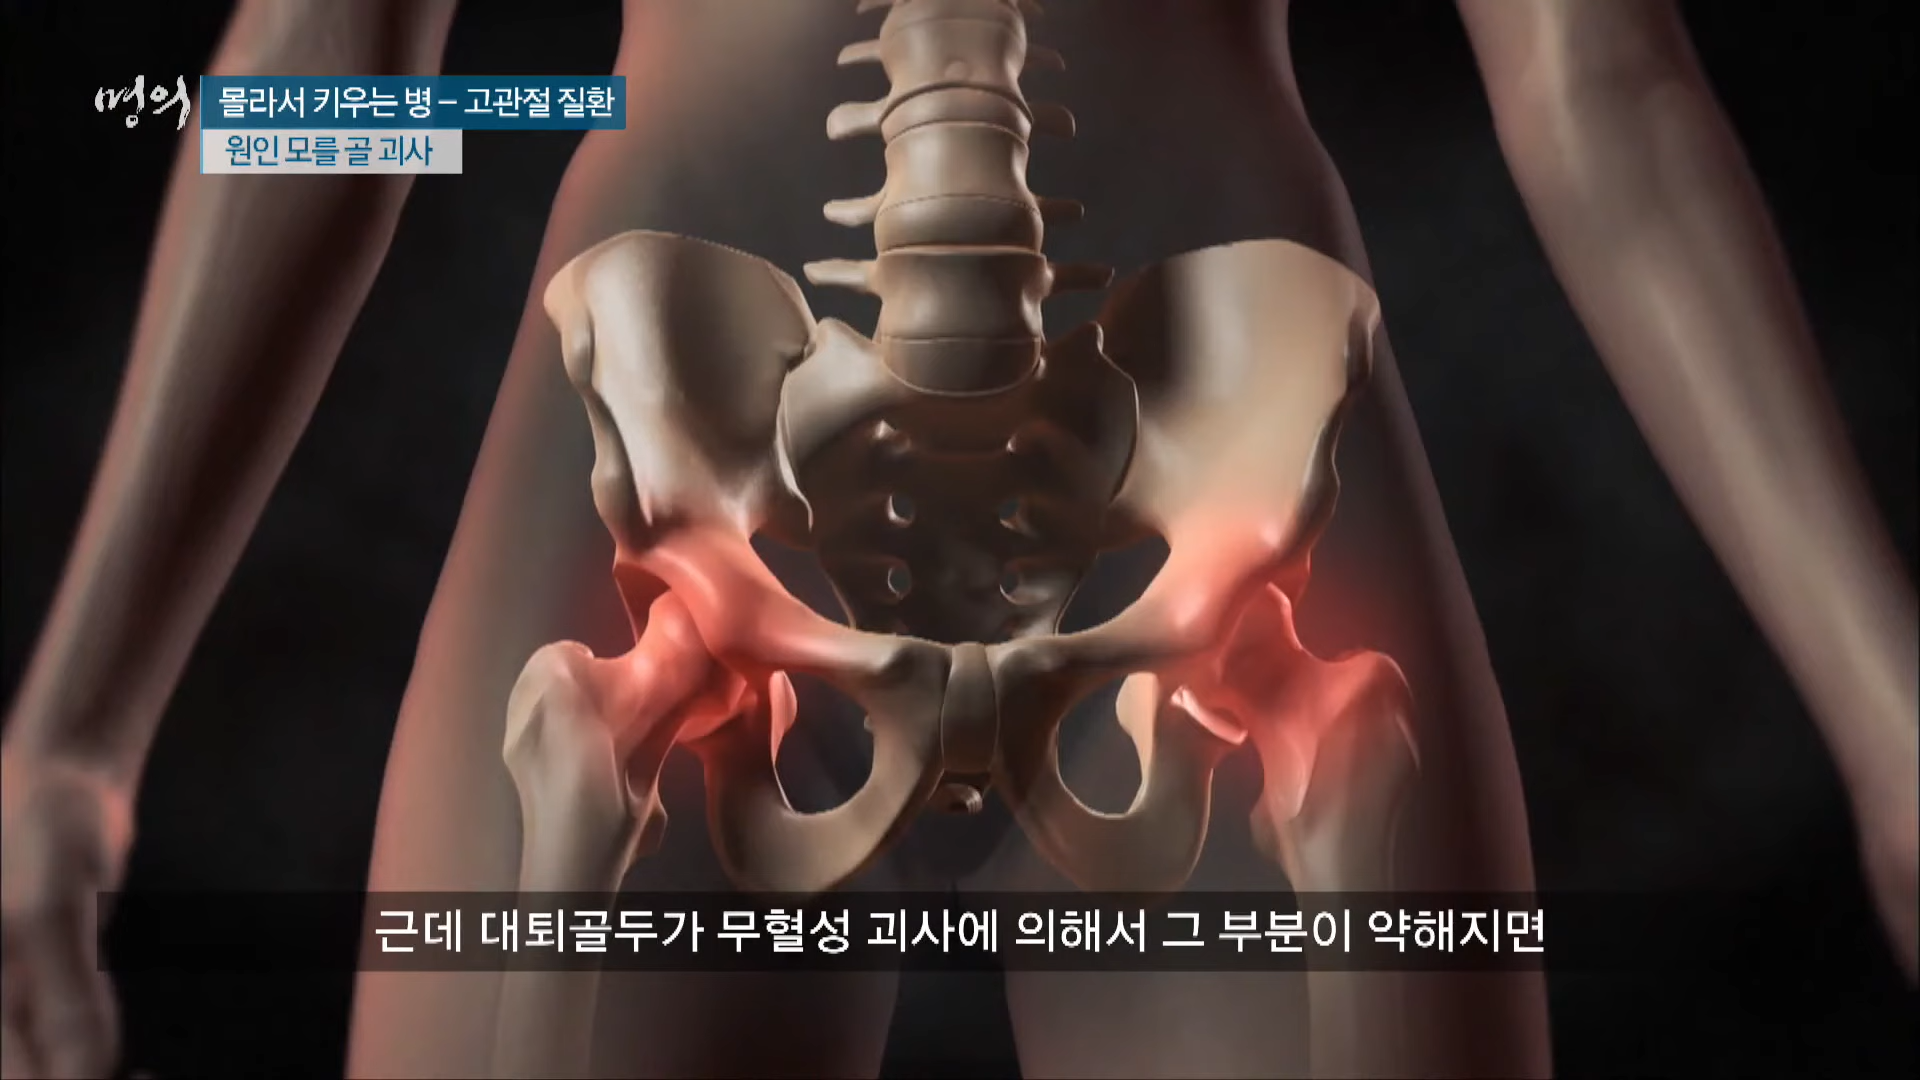 명의
몰라서 키우는 병 – 고관절 질환
원인 모를 골 괴사
근데 대퇴골두가 무혈성 괴사에 의해서 그 부분이 약해지면